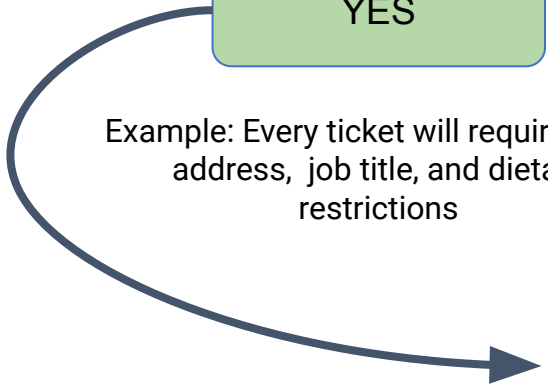 YES
Example: Every ticket will requir
address, job title, and dieta
restrictions